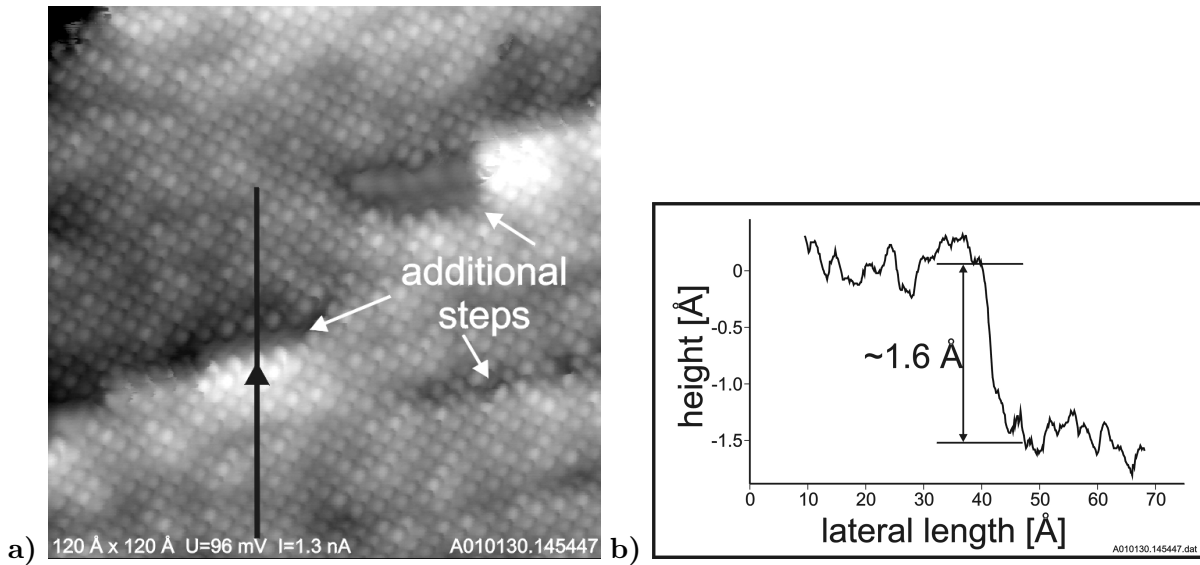 additional
steps
120 Å x 120 Å U=96 mV I=1.3 nA
A010130.145447
a)
height [Å]
0
-0.5
-1.0
-1.5
~1.6 Å
0 10 20 30 40 50 60 70
lateral length [Å]
A010130.145447.dat
b)